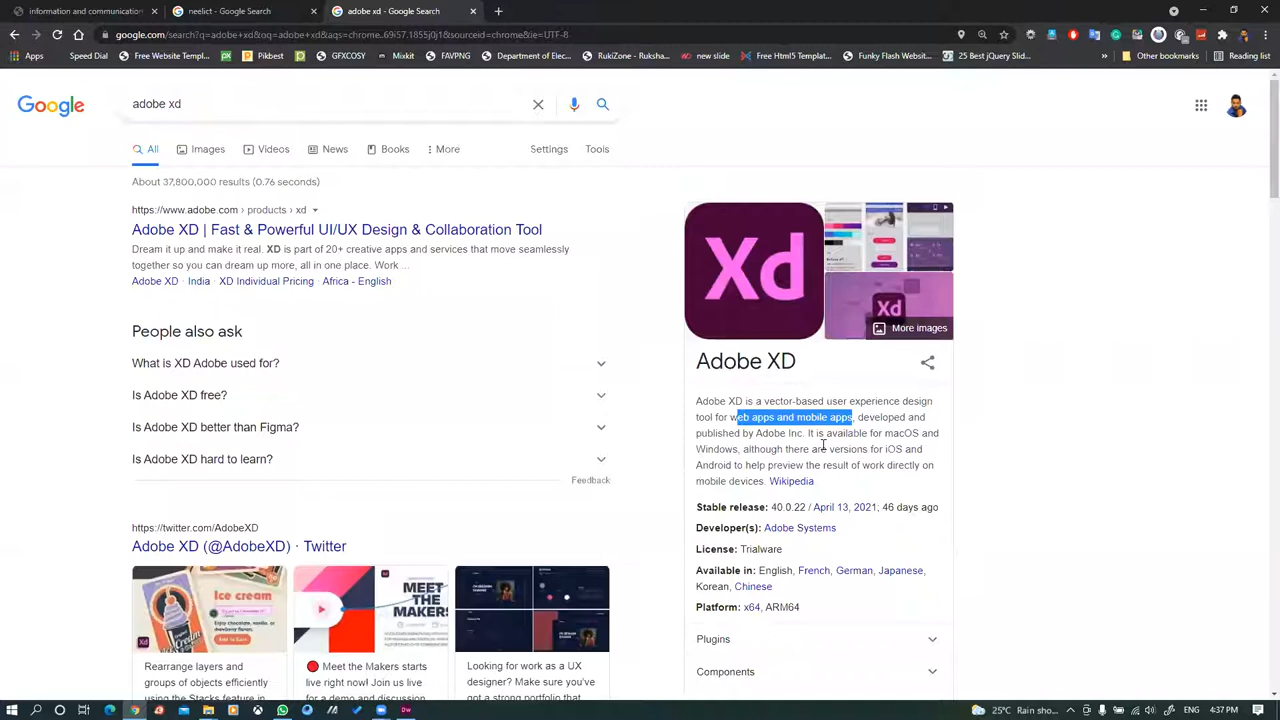 information and communication
nerdict - Google Search
adobe xd - Google Search
google.com/search?q=adobe+xd&oq=adobe+xd&aqs=chrome..69i57.1855j0j1&sourceid=chrome&ie=UTF-8
Apps
Speed Dial
Free Website Templ...
Pikbest
GFXCOSY
Mixkit
FAVPNG
Department of Elec...
RukiZone - Ruksha...
new slide
Free Html5 Templat...
Funky Flash Websit...
25 Best jQuery Slid...
Other bookmarks
Reading list
Google
adobe xd
All
Images
Videos
News
Books
More
Settings
Tools
About 37,800,000 results (0.76 seconds)
https://www.adobe.com › products › xd
Adobe XD | Fast & Powerful UI/UX Design & Collaboration Tool
Dream it up and make it real. XD is part of 20+ creative apps and services that move seamlessly
together so you can dream up more, all in one place. Work ...
Adobe XD · India · XD Individual Pricing · Africa - English
People also ask
What is XD Adobe used for?
Is Adobe XD free?
Is Adobe XD better than Figma?
Is Adobe XD hard to learn?
Feedback
https://twitter.com/AdobeXD
Adobe XD (@AdobeXD) · Twitter
Ice cream
MEET
THE
MAKERS
Rearrange layers and
groups of objects efficiently
using the Stacks feature in
Meet the Makers starts
live right now! Join us live
for a demo and discussion
Looking for work as a UX
designer? Make sure you've
got a strong portfolio that
Xd
Xd
More images
Adobe XD
Adobe XD is a vector-based user experience design
tool for web apps and mobile apps, developed and
published by Adobe Inc. It is available for macOS and
Windows, although there are versions for iOS and
Android to help preview the result of work directly on
mobile devices. Wikipedia
Stable release: 40.0.22 / April 13, 2021; 46 days ago
Developer(s): Adobe Systems
License: Trialware
Available in: English, French, German, Japanese,
Korean, Chinese
Platform: x64, ARM64
Plugins
Components
25°C Rain sho...
ENG
4:37 PM